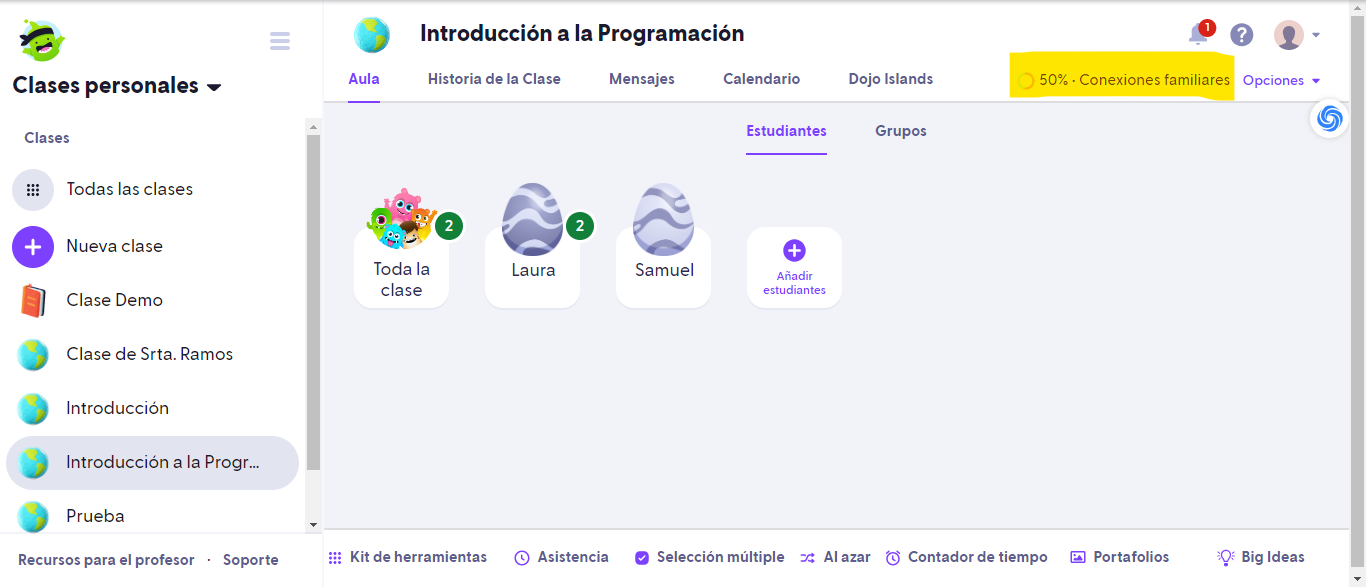 Introducción a la Programación
1
?
Clases personales
Aula
Historia de la Clase
Mensajes
Calendario
Dojo Islands
50% · Conexiones familiares
Opciones
Clases
Estudiantes
Grupos
Todas las clases
Nueva clase
Clase Demo
Clase de Srta. Ramos
Introducción
Introducción a la Progr...
Prueba
2
Toda la
clase
2
Laura
Samuel
Añadir
estudiantes
Recursos para el profesor · Soporte
Kit de herramientas
Asistencia
Selección múltiple
Al azar
Contador de tiempo
Portafolios
Big Ideas